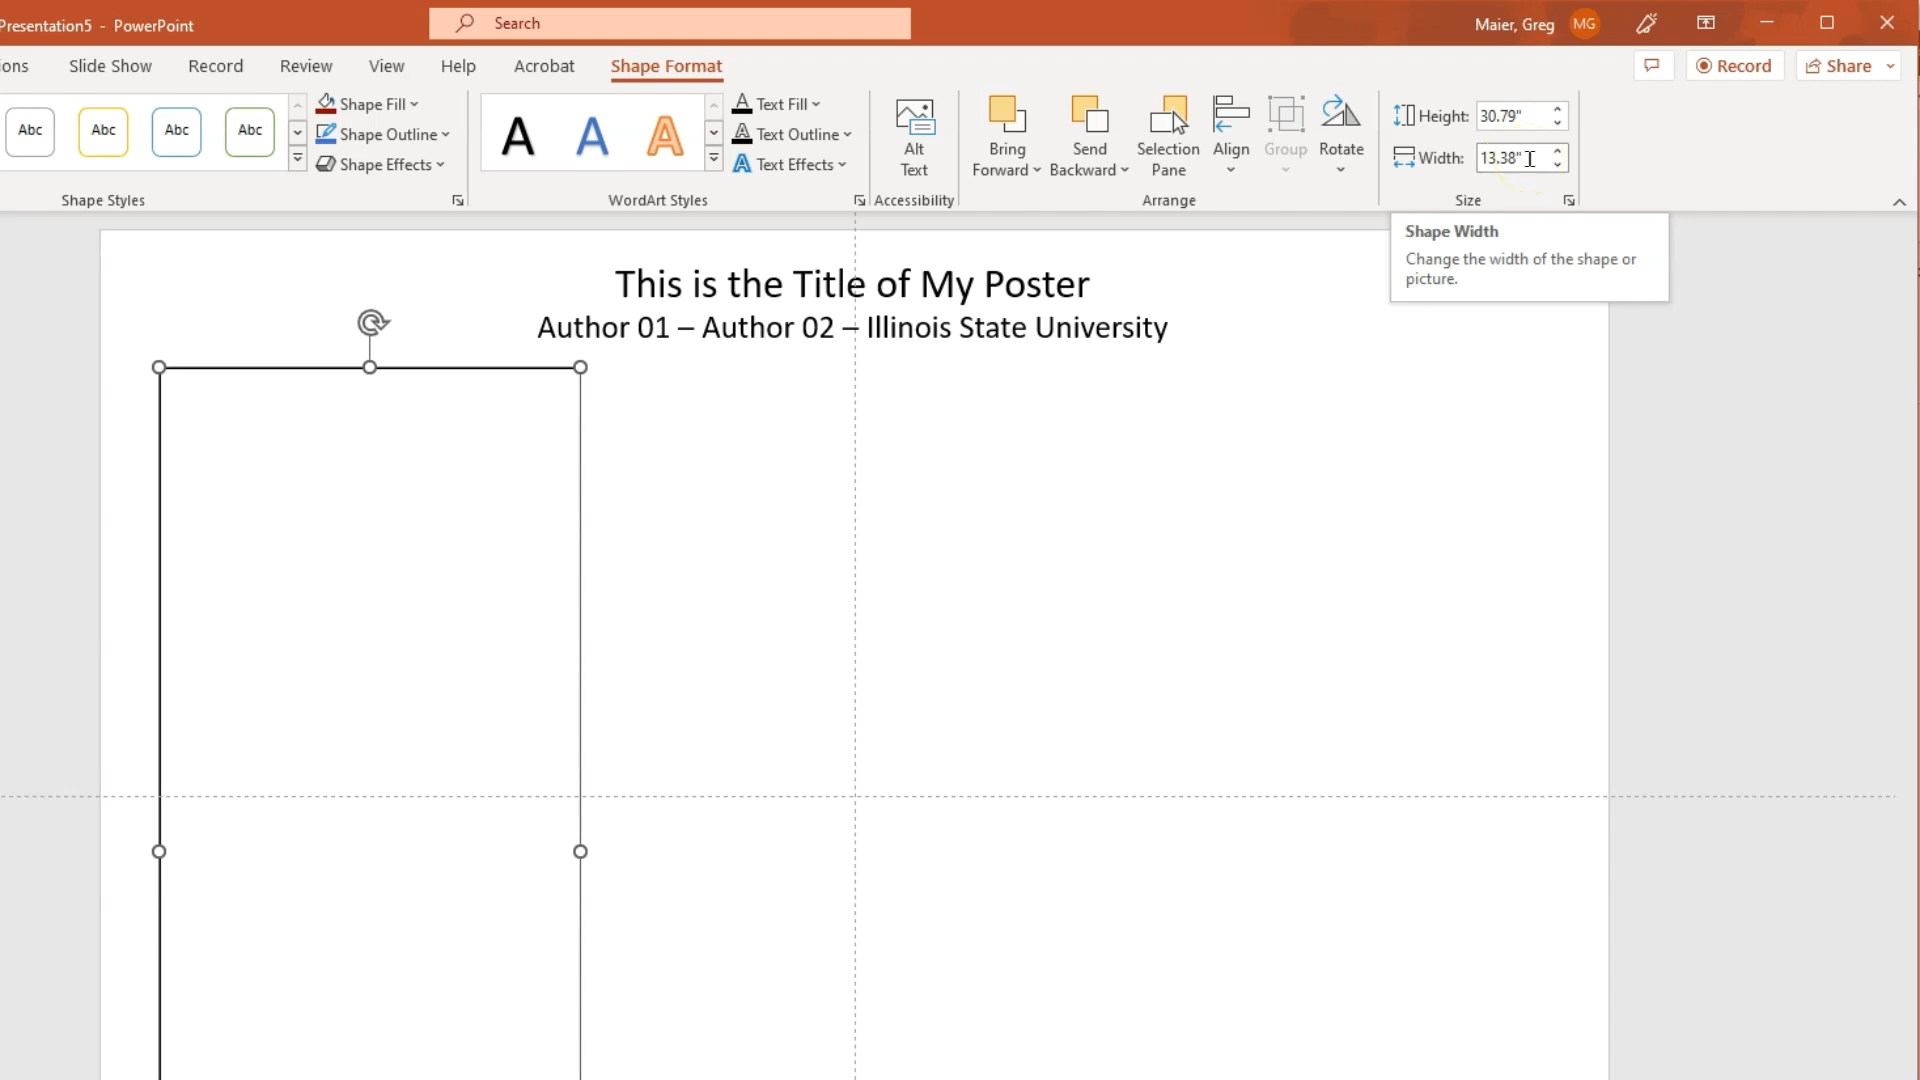 Presentation5 - PowerPoint
Search
Maier, Greg MG
ions Slide Show Record Review View Help Acrobat Shape Format
Record Share
Abc Abc Abc Abc
Shape Fill
Shape Outline
Shape Effects
Shape Styles
A A A
Text Fill
Text Outline
Text Effects
WordArt Styles
Alt
Text
Accessibility
Bring
Forward
Send
Backward
Selection
Pane
Align
Group
Rotate
Arrange
Height: 30.79"
Width: 13.38"
Size
Shape Width
Change the width of the shape or
picture.
This is the Title of My Poster
Author 01 – Author 02 – Illinois State University